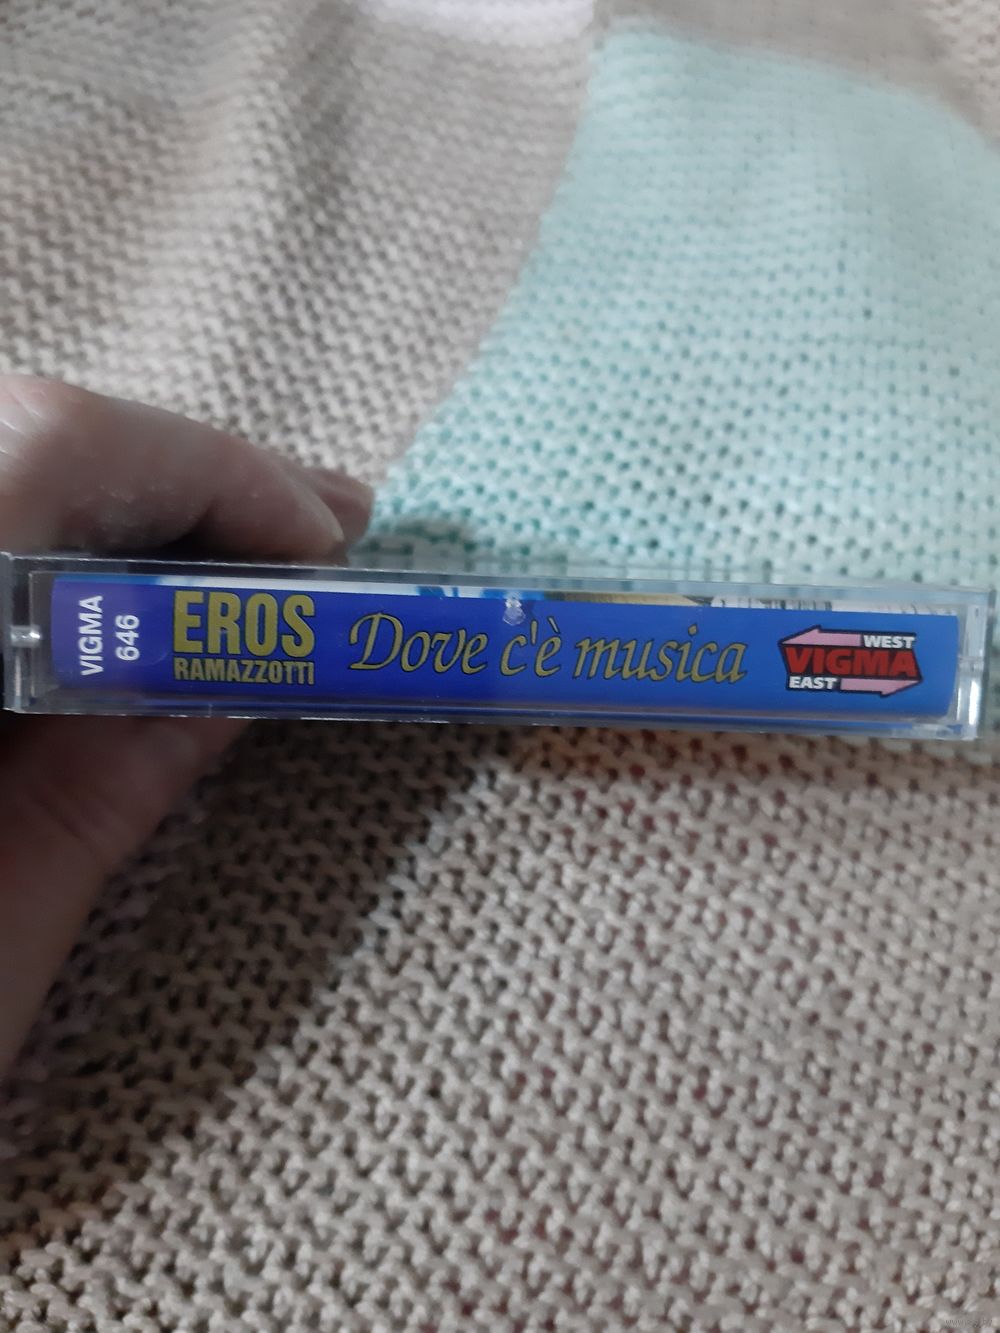 VIGMA
646
EROS
RAMAZZOTTI
Dove c'è musica
WEST
VIGMA
EAST